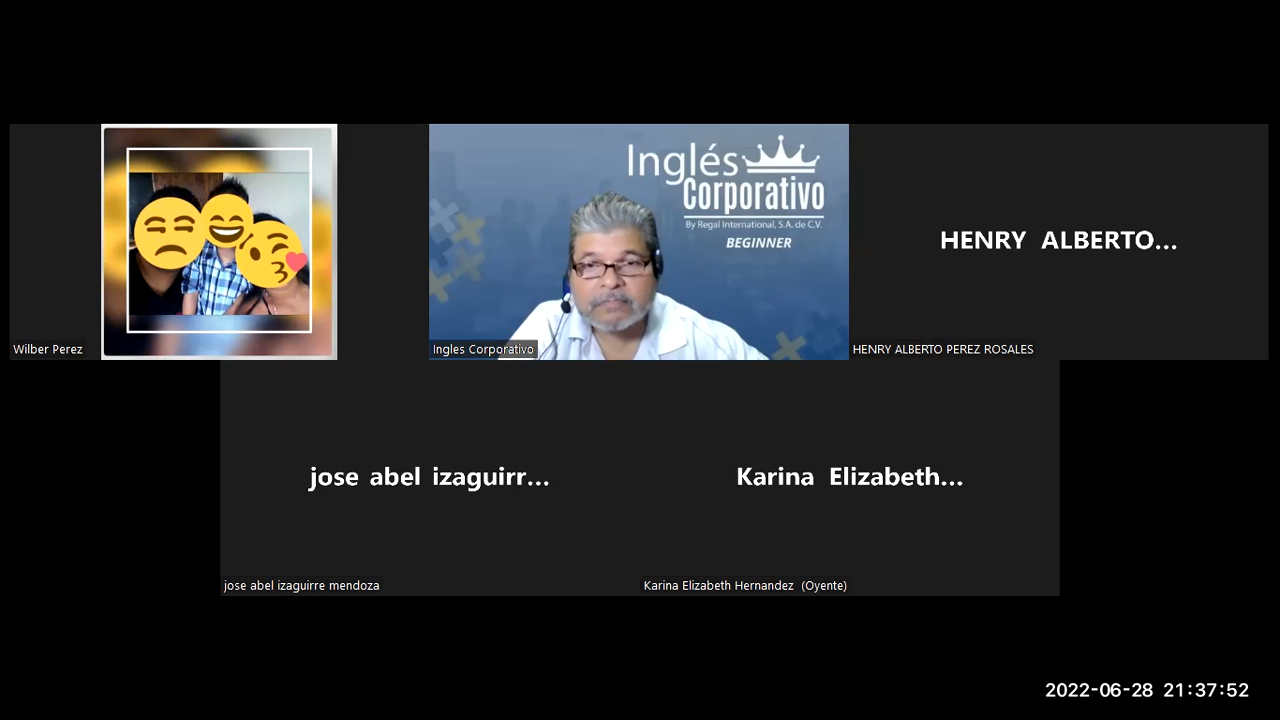 Inglés
Corporativo
By Regal International, S.A. de C.V.
BEGINNER
HENRY ALBERTO...
Wilber Perez
Ingles Corporativo
HENRY ALBERTO PEREZ ROSALES
jose abel izaguirr...
Karina Elizabeth...
jose abel izaguirre mendoza
Karina Elizabeth Hernandez (Oyente)
2022-06-28 21:37:52